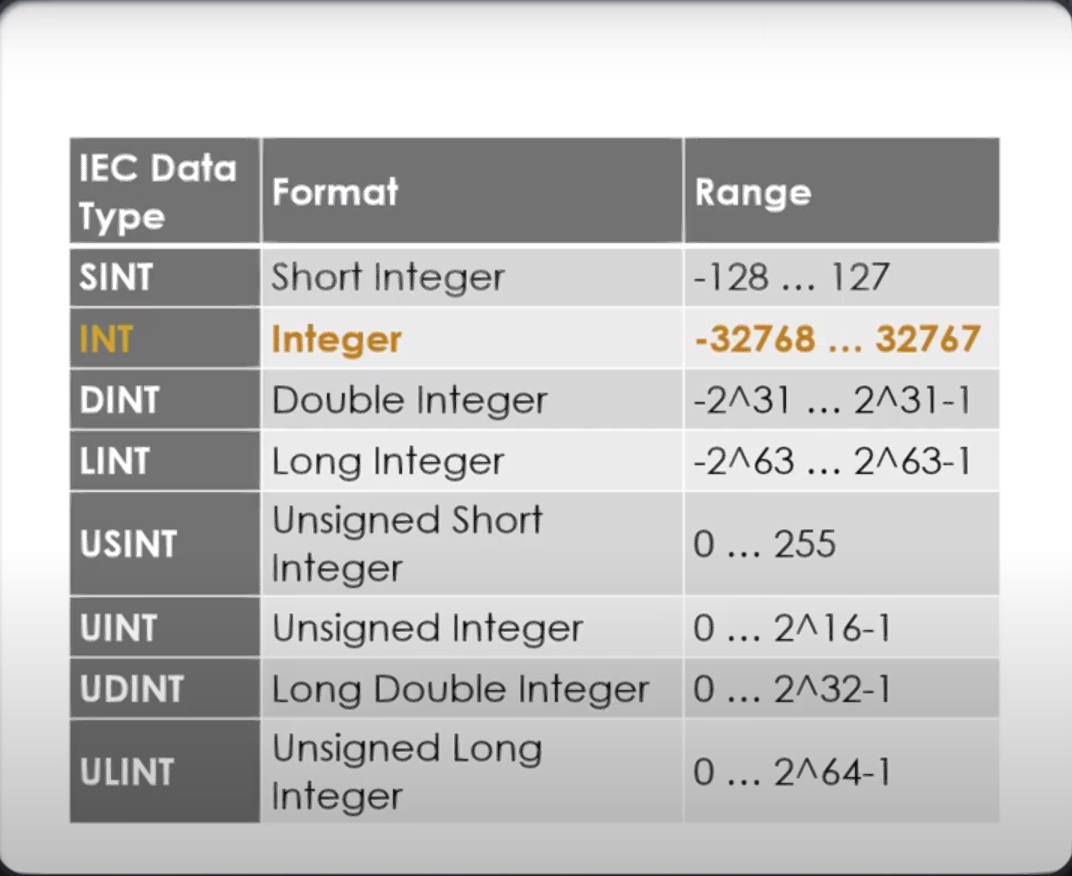 IEC Data
Type
Format
Range
SINT
Short Integer
-128 ... 127
INT
Integer
-32768 ... 32767
DINT
Double Integer
-2^31 ... 2^31-1
LINT
Long Integer
-2^63 ... 2^63-1
USINT
Unsigned Short
Integer
0 ... 255
UINT
Unsigned Integer
0 ... 2^16-1
UDINT
Long Double Integer
0 ... 2^32-1
ULINT
Unsigned Long
Integer
0 ... 2^64-1